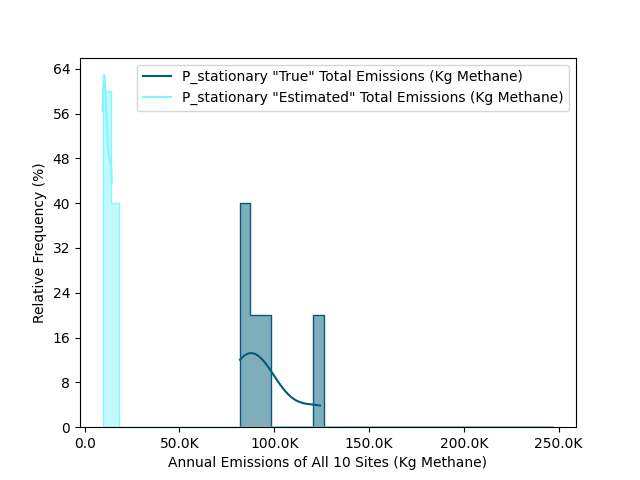 P_stationary "True" Total Emissions (Kg Methane)
P_stationary "Estimated" Total Emissions (Kg Methane)
Relative Frequency (%)
64
56
48
40
32
24
16
8
0
0.0 50.0K 100.0K 150.0K 200.0K 250.0K
Annual Emissions of All 10 Sites (Kg Methane)